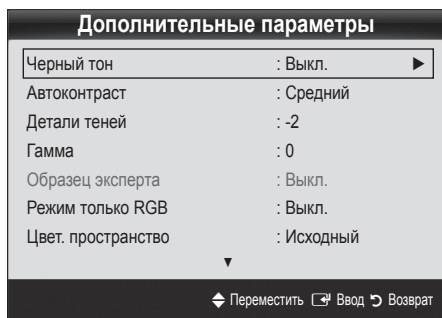 Дополнительные параметры
Черный тон : Выкл. ▶
Автоконтраст : Средний
Детали теней : -2
Гамма : 0
Образец эксперта : Выкл.
Режим только RGB : Выкл.
Цвет. пространство : Исходный
▼
Переместить Ввод Возврат